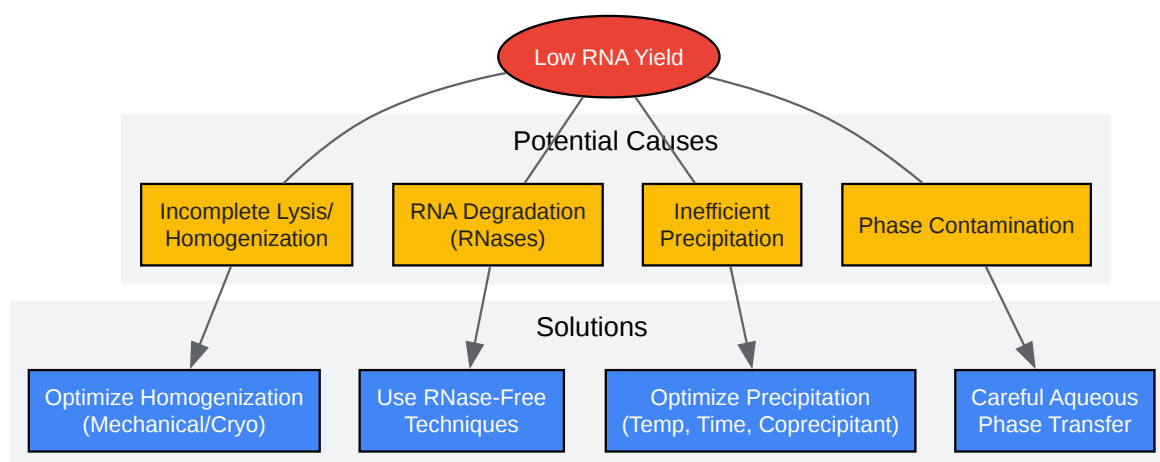 Low RNA Yield
Potential Causes
Incomplete Lysis/
Homogenization
RNA Degradation
(RNases)
Inefficient
Precipitation
Phase Contamination
Solutions
Optimize Homogenization
(Mechanical/Cryo)
Use RNase-Free
Techniques
Optimize Precipitation
(Temp, Time, Coprecipitant)
Careful Aqueous
Phase Transfer